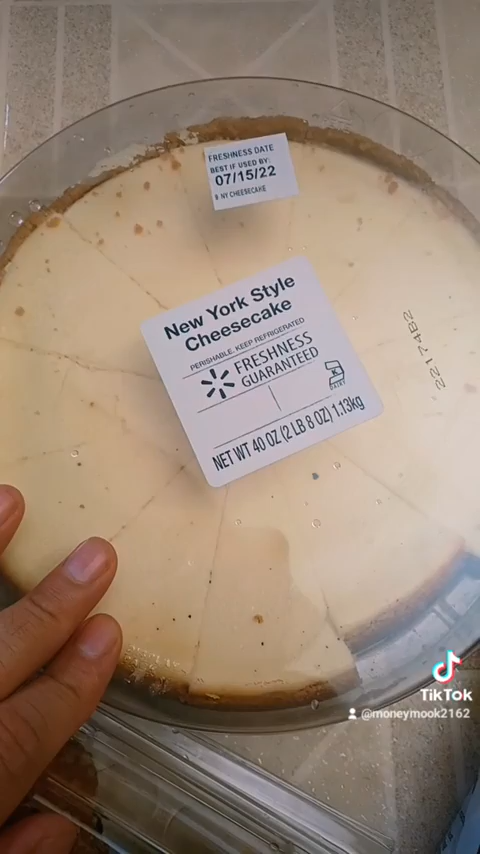 FRESHNESS DATE
BEST IF USED BY:
07/15/22
NY CHEESECAKE
New York Style
Cheesecake
PERISHABLE, KEEP REFRIGERATED
FRESHNESS
GUARANTEED
DAIRY
NET WT 40 OZ (2 LB 8 OZ) 1.13kg
22174B2
TikTok
@moneymook2162